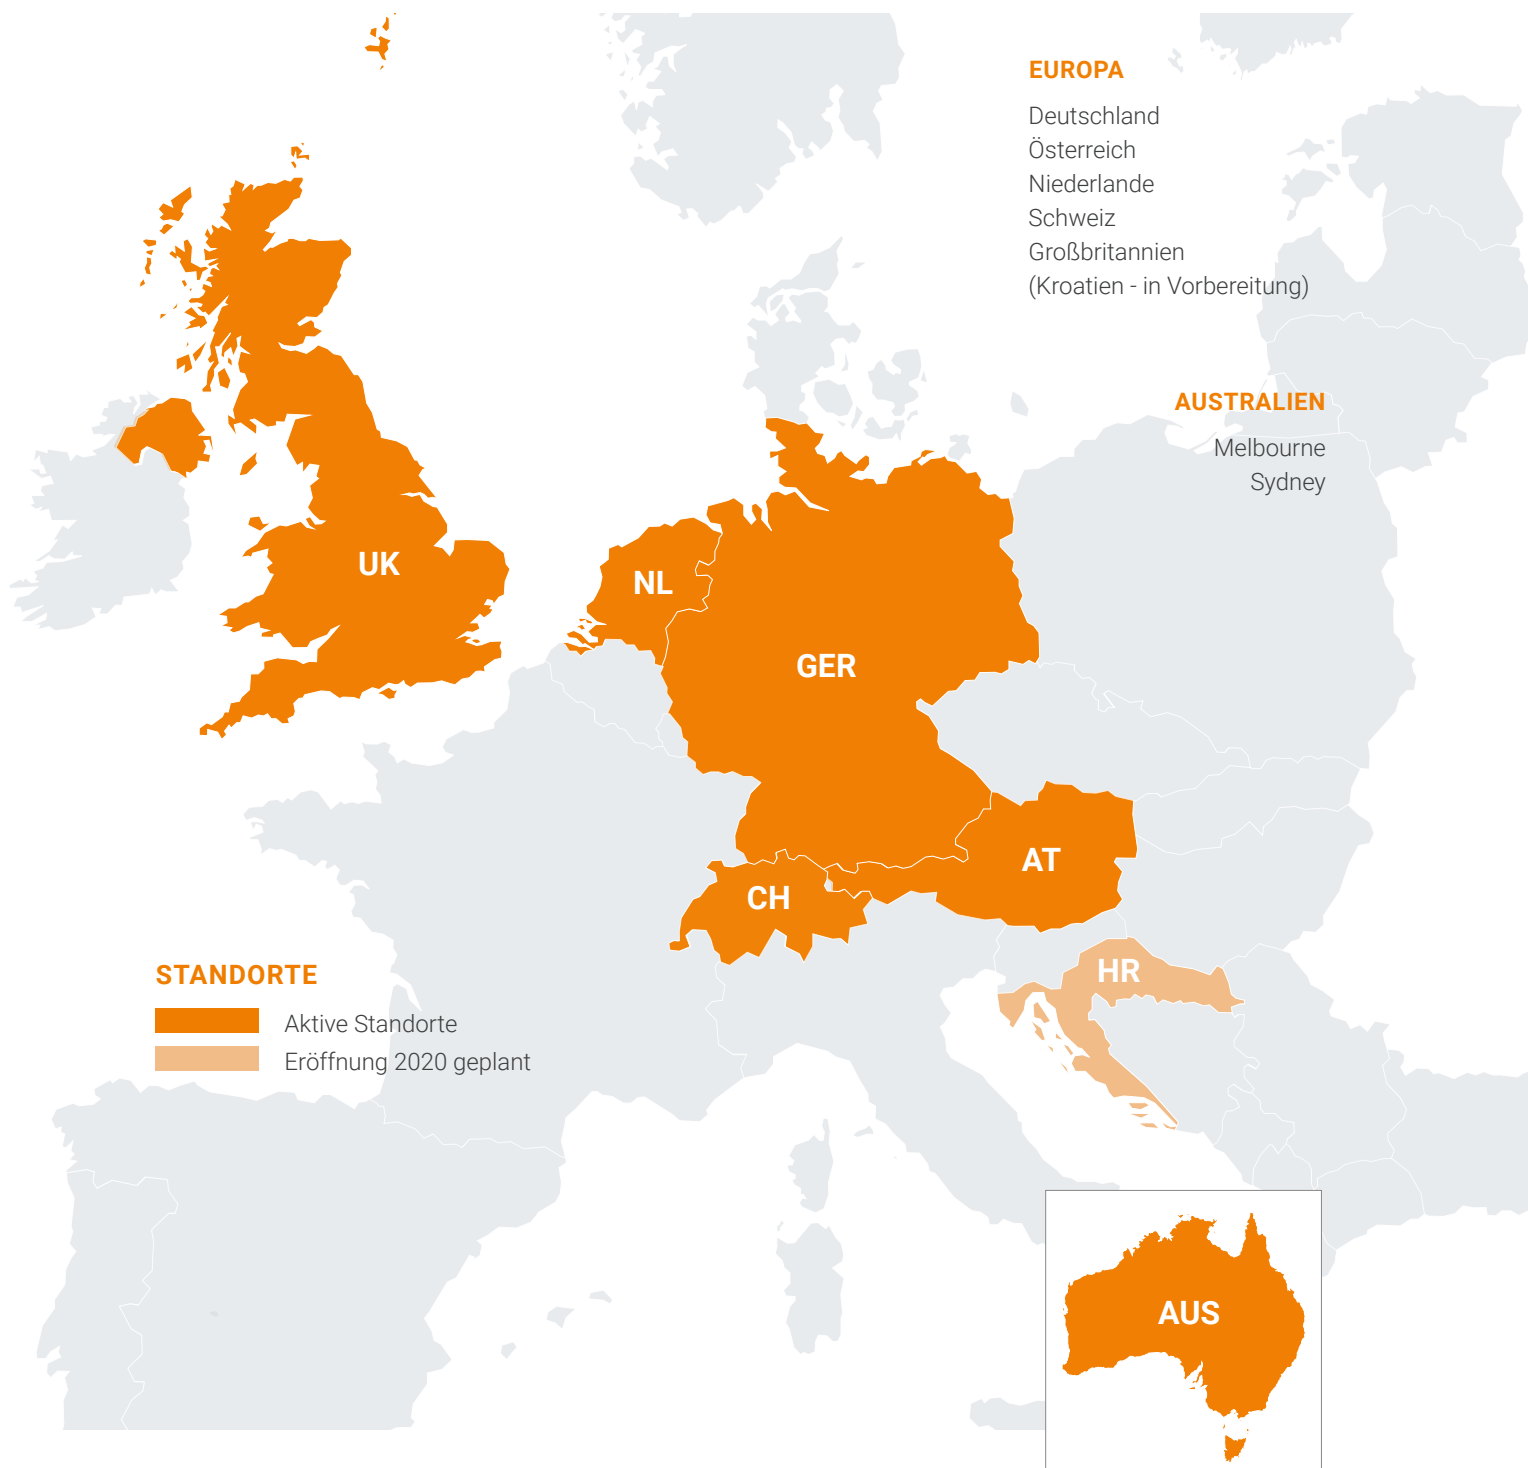 EUROPA
Deutschland
Österreich
Niederlande
Schweiz
Großbritannien
(Kroatien - in Vorbereitung)
AUSTRALIEN
Melbourne
Sydney
UK
NL
GER
AT
CH
HR
STANDORTE
Aktive Standorte
Eröffnung 2020 geplant
AUS